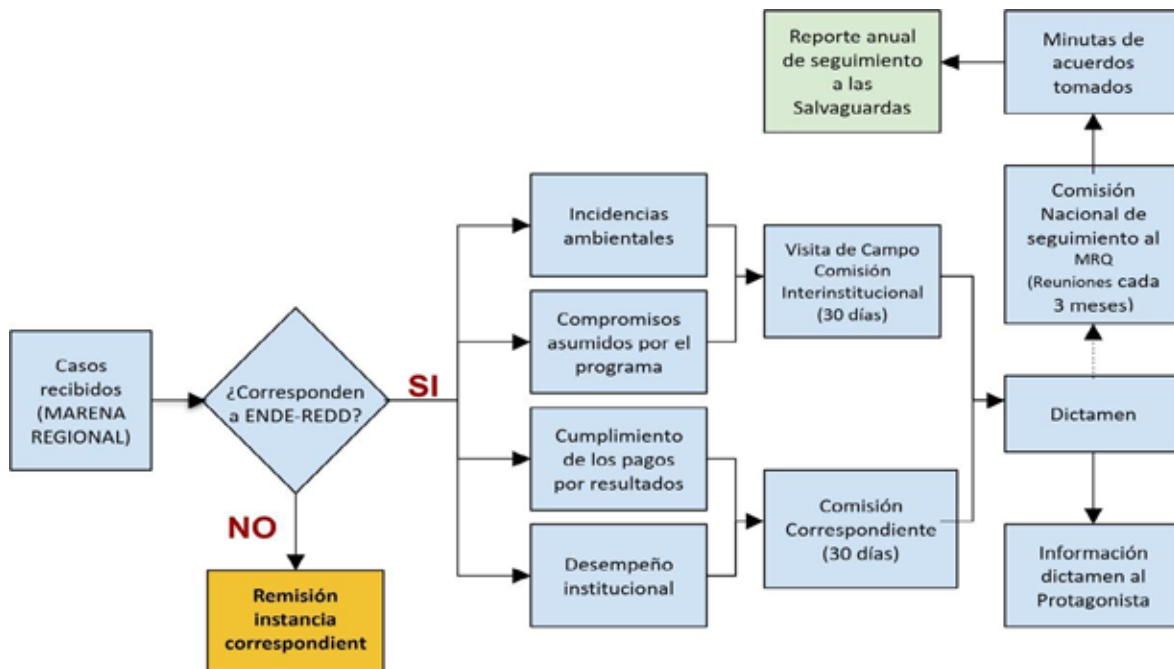 Reporte anual
de seguimiento
a las
Salvaguardas
Minutas de
acuerdos
tomados
Incidencias
ambientales
Comisión
Nacional de
seguimiento al
MRQ
(Reuniones cada
3 meses)
Visita de Campo
Comisión
Interinstitucional
(30 días)
Compromisos
asumidos por el
programa
Casos
recibidos
(MARENA
REGIONAL)
¿Corresponden
a ENDE-REDD?
SI
Dictamen
Cumplimiento
de los pagos
por resultados
Comisión
Correspondiente
(30 días)
NO
Desempeño
institucional
Información
dictamen al
Protagonista
Remisión
instancia
correspondient